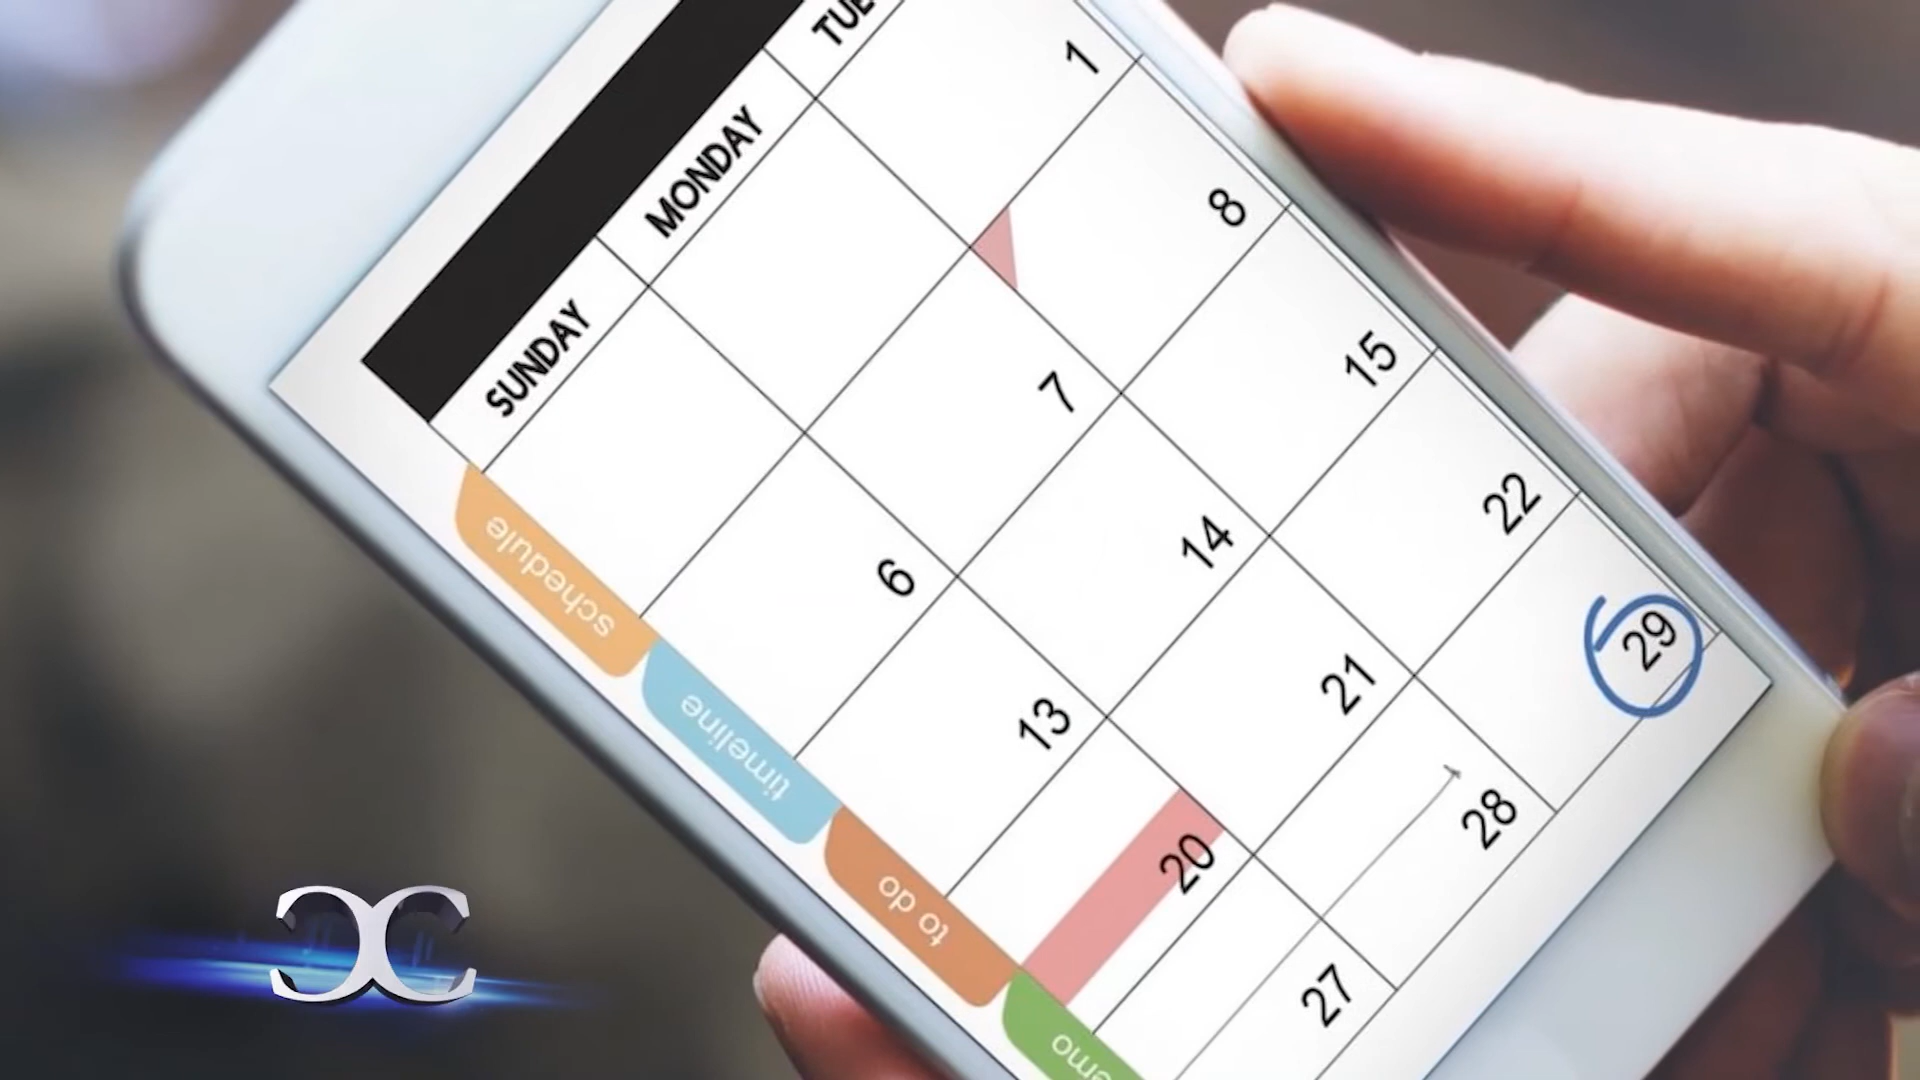 SUNDAY MONDAY TUE
1
6 7 8
13 14 15
20 21 22
27 28 29
schedule
timeline
to do
emo